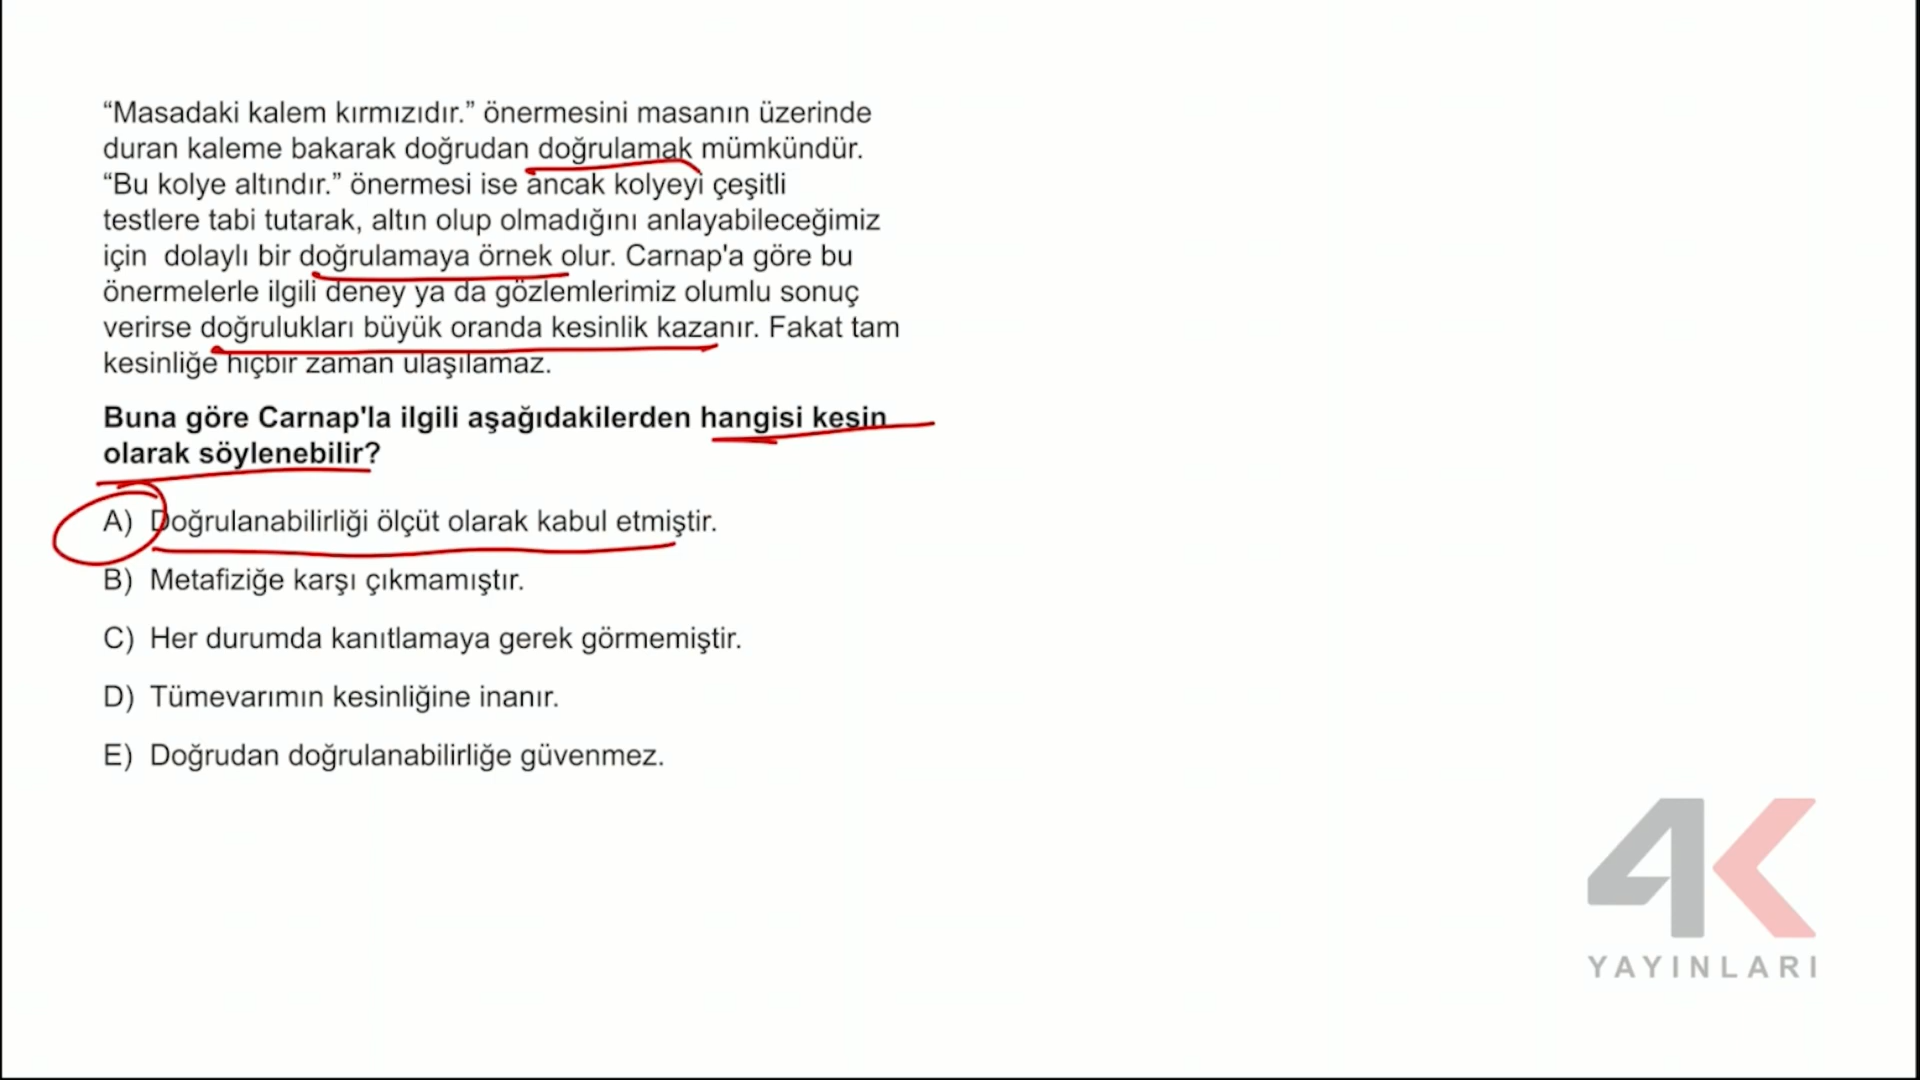 “Masadaki kalem kırmızıdır.” önermesini masanın üzerinde
duran kaleme bakarak doğrudan doğrulamak mümkündür.
“Bu kolye altındır.” önermesi ise ancak kolyeyi çeşitli
testlere tabi tutarak, altın olup olmadığını anlayabileceğimiz
için dolaylı bir doğrulamaya örnek olur. Carnap'a göre bu
önermelerle ilgili deney ya da gözlemlerimiz olumlu sonuç
verirse doğrulukları büyük oranda kesinlik kazanır. Fakat tam
kesinliğe hiçbir zaman ulaşılamaz.
Buna göre Carnap'la ilgili aşağıdakilerden hangisi kesin
olarak söylenebilir?
A) Doğrulanabilirliği ölçüt olarak kabul etmiştir.
B) Metafiziğe karşı çıkmamıştır.
C) Her durumda kanıtlamaya gerek görmemiştir.
D) Tümevarımın kesinliğine inanır.
E) Doğrudan doğrulanabilirliğe güvenmez.
4K
YAYINLARI